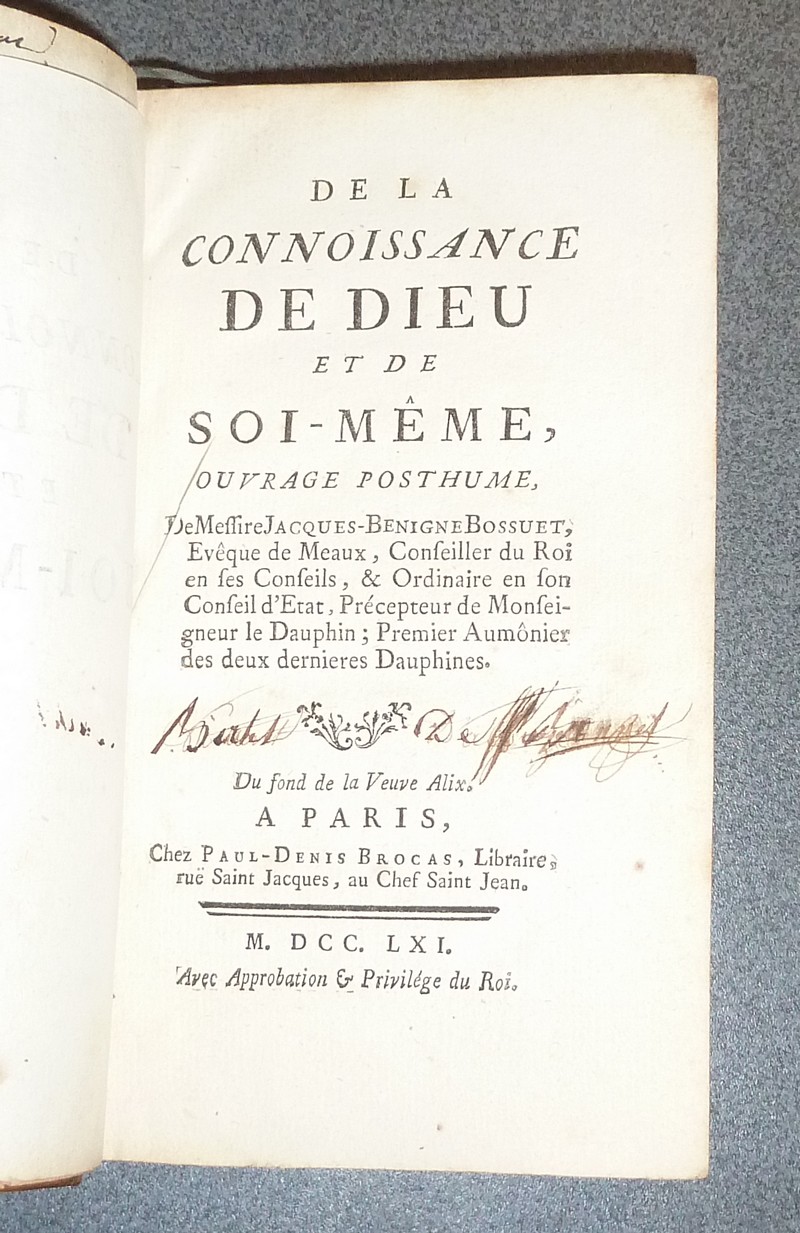 DE LA
CONNOISSANCE
DE DIEU
ET DE
SOI-MÊME,
OUVRAGE POSTHUME,
De Meſſire JACQUES-BENIGNE BOSSUET,
Evêque de Meaux, Conſeiller du Roi
en ſes Conſeils, & Ordinaire en ſon
Conſeil d'Etat, Précepteur de Monſei-
gneur le Dauphin; Premier Aumônier
des deux dernieres Dauphines.
De
Du fond de la Veuve Alix.
A PARIS,
Chez PAUL-DENIS BROCAS, Libraire,
ruë Saint Jacques, au Chef Saint Jean.
M. DCC. LXI.
Avec Approbation & Privilége du Roi.